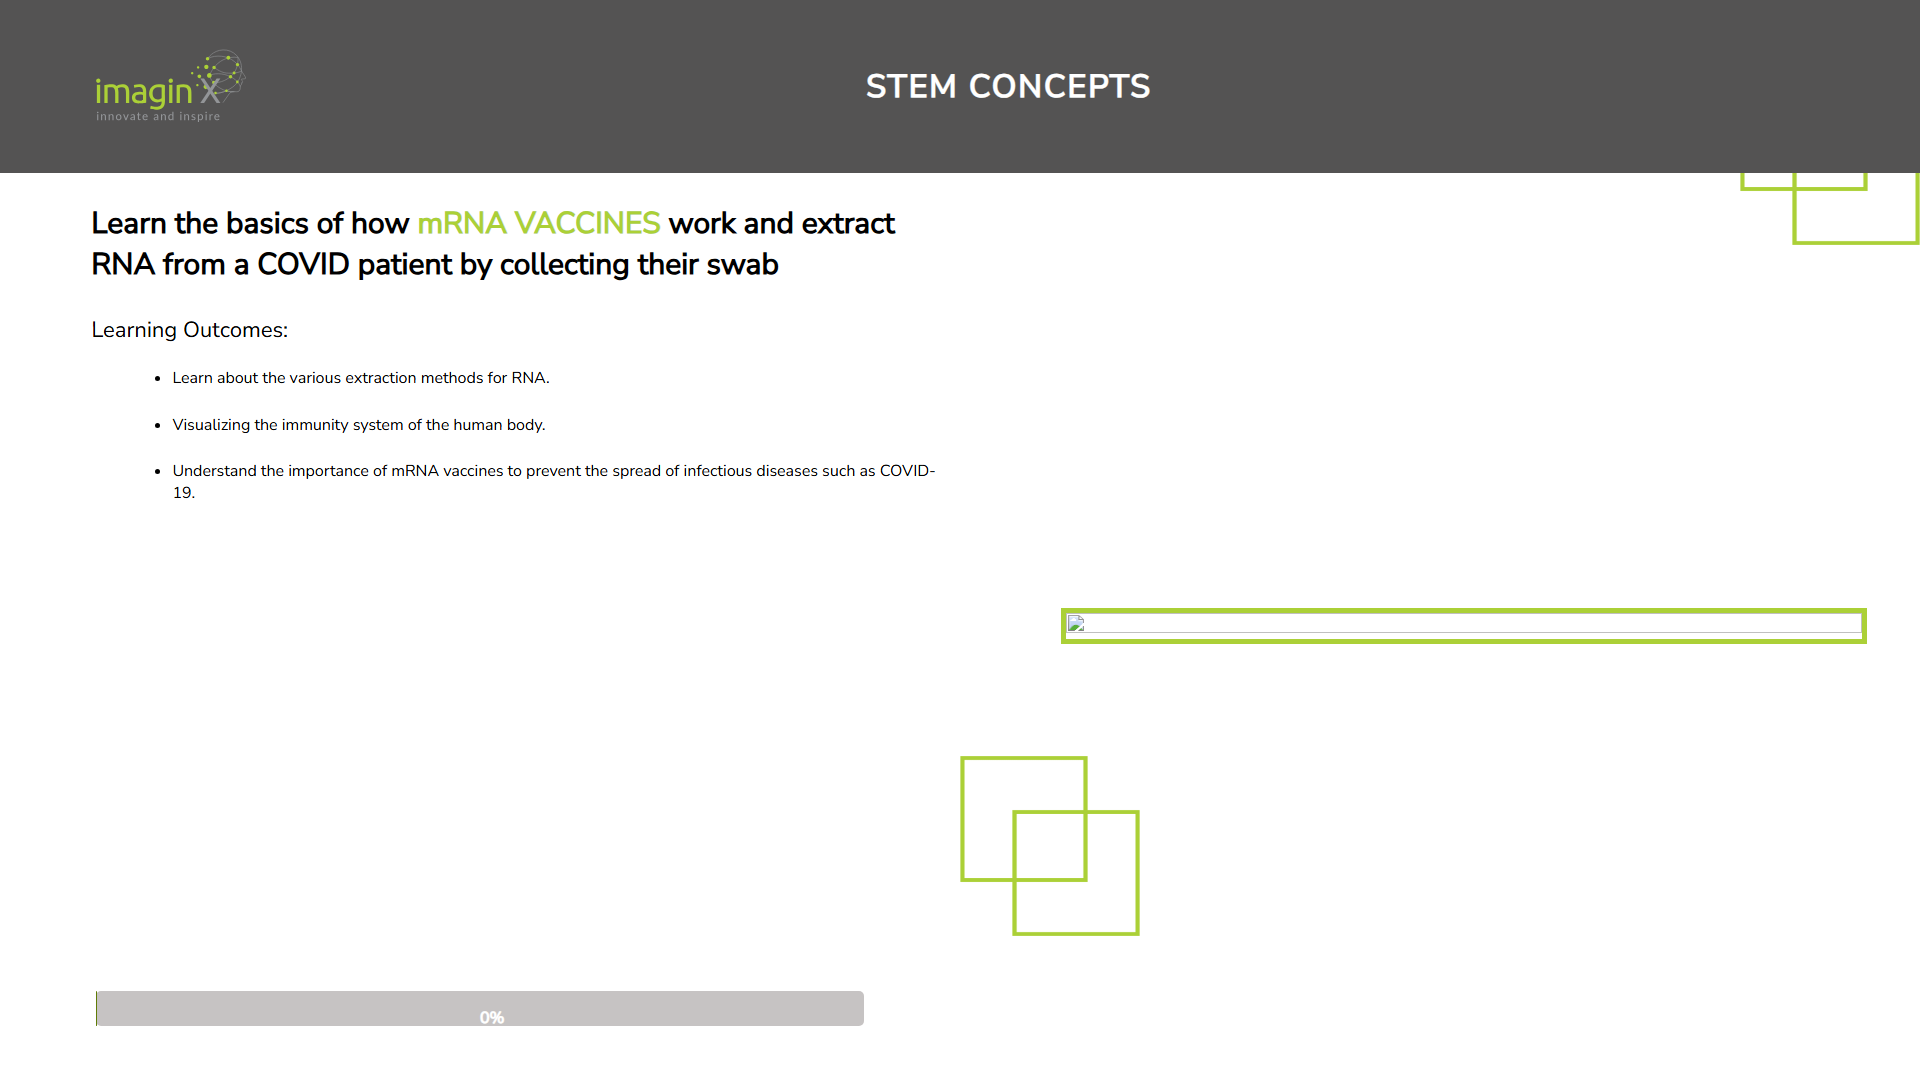 imagin X
innovate and inspire
STEM CONCEPTS
Learn the basics of how mRNA VACCINES work and extract
RNA from a COVID patient by collecting their swab
Learning Outcomes:
• Learn about the various extraction methods for RNA.
• Visualizing the immunity system of the human body.
• Understand the importance of mRNA vaccines to prevent the spread of infectious diseases such as COVID-
19.
0%